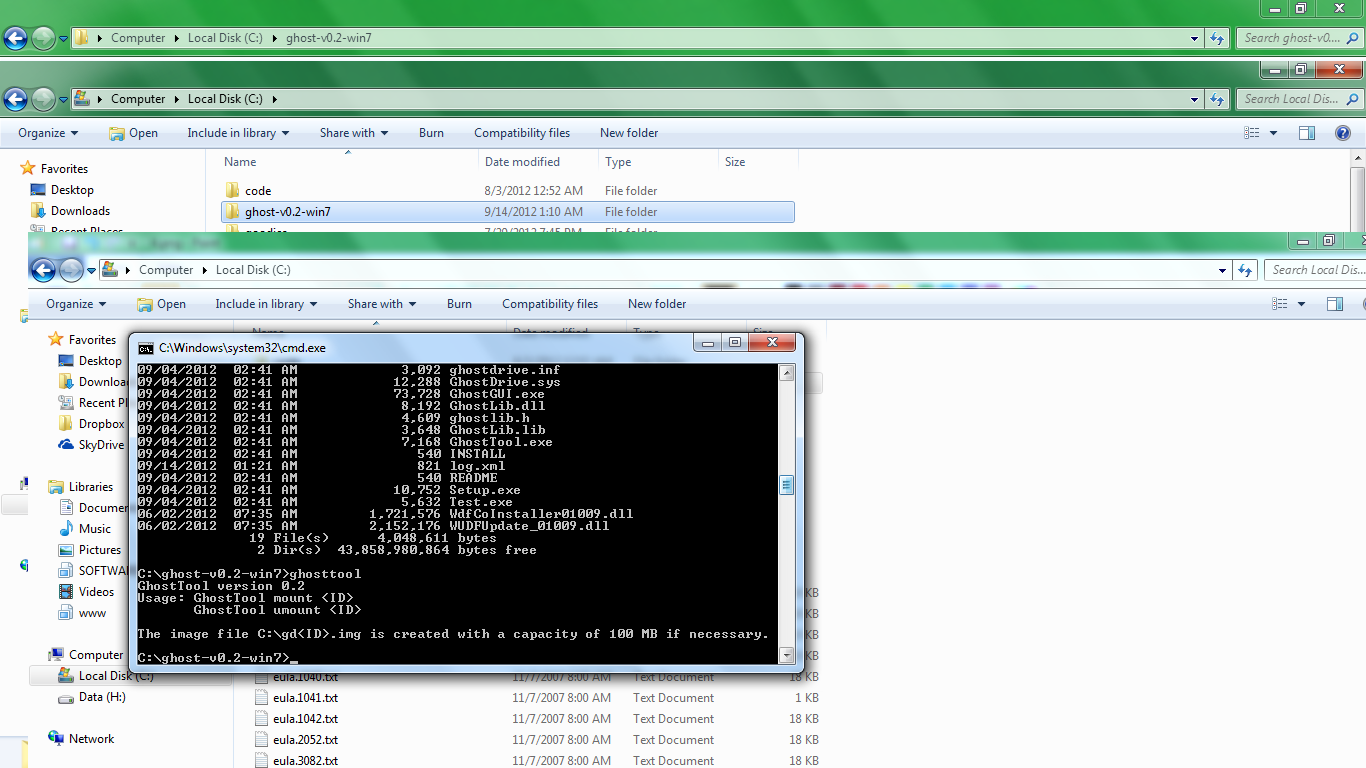 Computer Local Disk (C:) ghost-v0.2-win7 Search ghost-v0....
Computer Local Disk (C:) Search Local Dis...
Organize Open Include in library Share with Burn Compatibility files New folder
Favorites Name Date modified Type Size
Desktop code 8/3/2012 12:52 AM File folder
Downloads ghost-v0.2-win7 9/14/2012 1:10 AM File folder
Recent Places
Computer Local Disk (C:) Search Local Dis...
Organize Open Include in library Share with Burn Compatibility files New folder
Favorites
Desktop
Downloa
Recent Pl
Dropbox
SkyDrive
Libraries
Documen
Music
Pictures
SOFTWA
Videos
www
Computer
Local Disk (C:)
Data (H:)
Network
C:\Windows\system32\cmd.exe
09/04/2012 02:41 AM 3,092 ghostdrive.inf
09/04/2012 02:41 AM 12,288 GhostDrive.sys
09/04/2012 02:41 AM 73,728 GhostGUI.exe
09/04/2012 02:41 AM 8,192 GhostLib.dll
09/04/2012 02:41 AM 4,609 ghostlib.h
09/04/2012 02:41 AM 3,648 GhostLib.lib
09/04/2012 02:41 AM 7,168 GhostTool.exe
09/04/2012 02:41 AM 540 INSTALL
09/14/2012 01:21 AM 821 log.xml
09/04/2012 02:41 AM 540 README
09/04/2012 02:41 AM 10,752 Setup.exe
09/04/2012 02:41 AM 5,632 Test.exe
06/02/2012 07:35 AM 1,721,576 WdfCoInstaller01009.dll
06/02/2012 07:35 AM 2,152,176 WUDFUpdate_01009.dll
19 File(s) 4,048,611 bytes
2 Dir(s) 43,858,980,864 bytes free
C:\ghost-v0.2-win7>ghosttool
GhostTool version 0.2
Usage: GhostTool mount <ID>
GhostTool umount <ID>
The image file C:\gd<ID>.img is created with a capacity of 100 MB if necessary.
C:\ghost-v0.2-win7>_
KB
KB
KB
KB
eula.1040.txt 11/7/2007 8:00 AM Text Document 18 KB
eula.1041.txt 11/7/2007 8:00 AM Text Document 1 KB
eula.1042.txt 11/7/2007 8:00 AM Text Document 18 KB
eula.2052.txt 11/7/2007 8:00 AM Text Document 18 KB
eula.3082.txt 11/7/2007 8:00 AM Text Document 18 KB